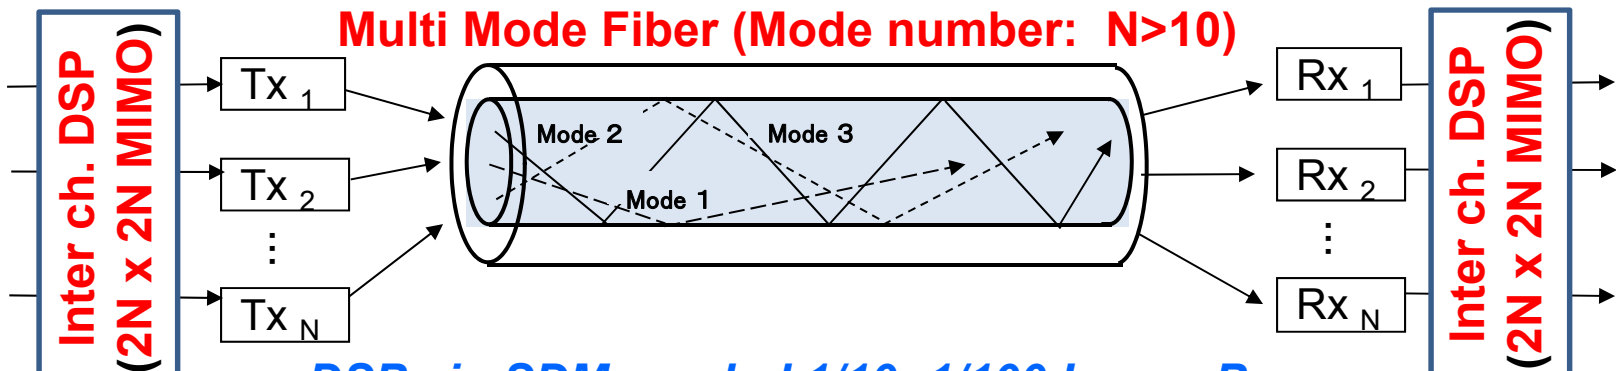 Multi Mode Fiber (Mode number: N>10)
Inter ch. DSP
(2N x 2N MIMO)
Tx 1
Tx 2
⋮
Tx N
Mode 2
Mode 3
Mode 1
Rx 1
Rx 2
⋮
Rx N
Inter ch. DSP
(2N x 2N MIMO)